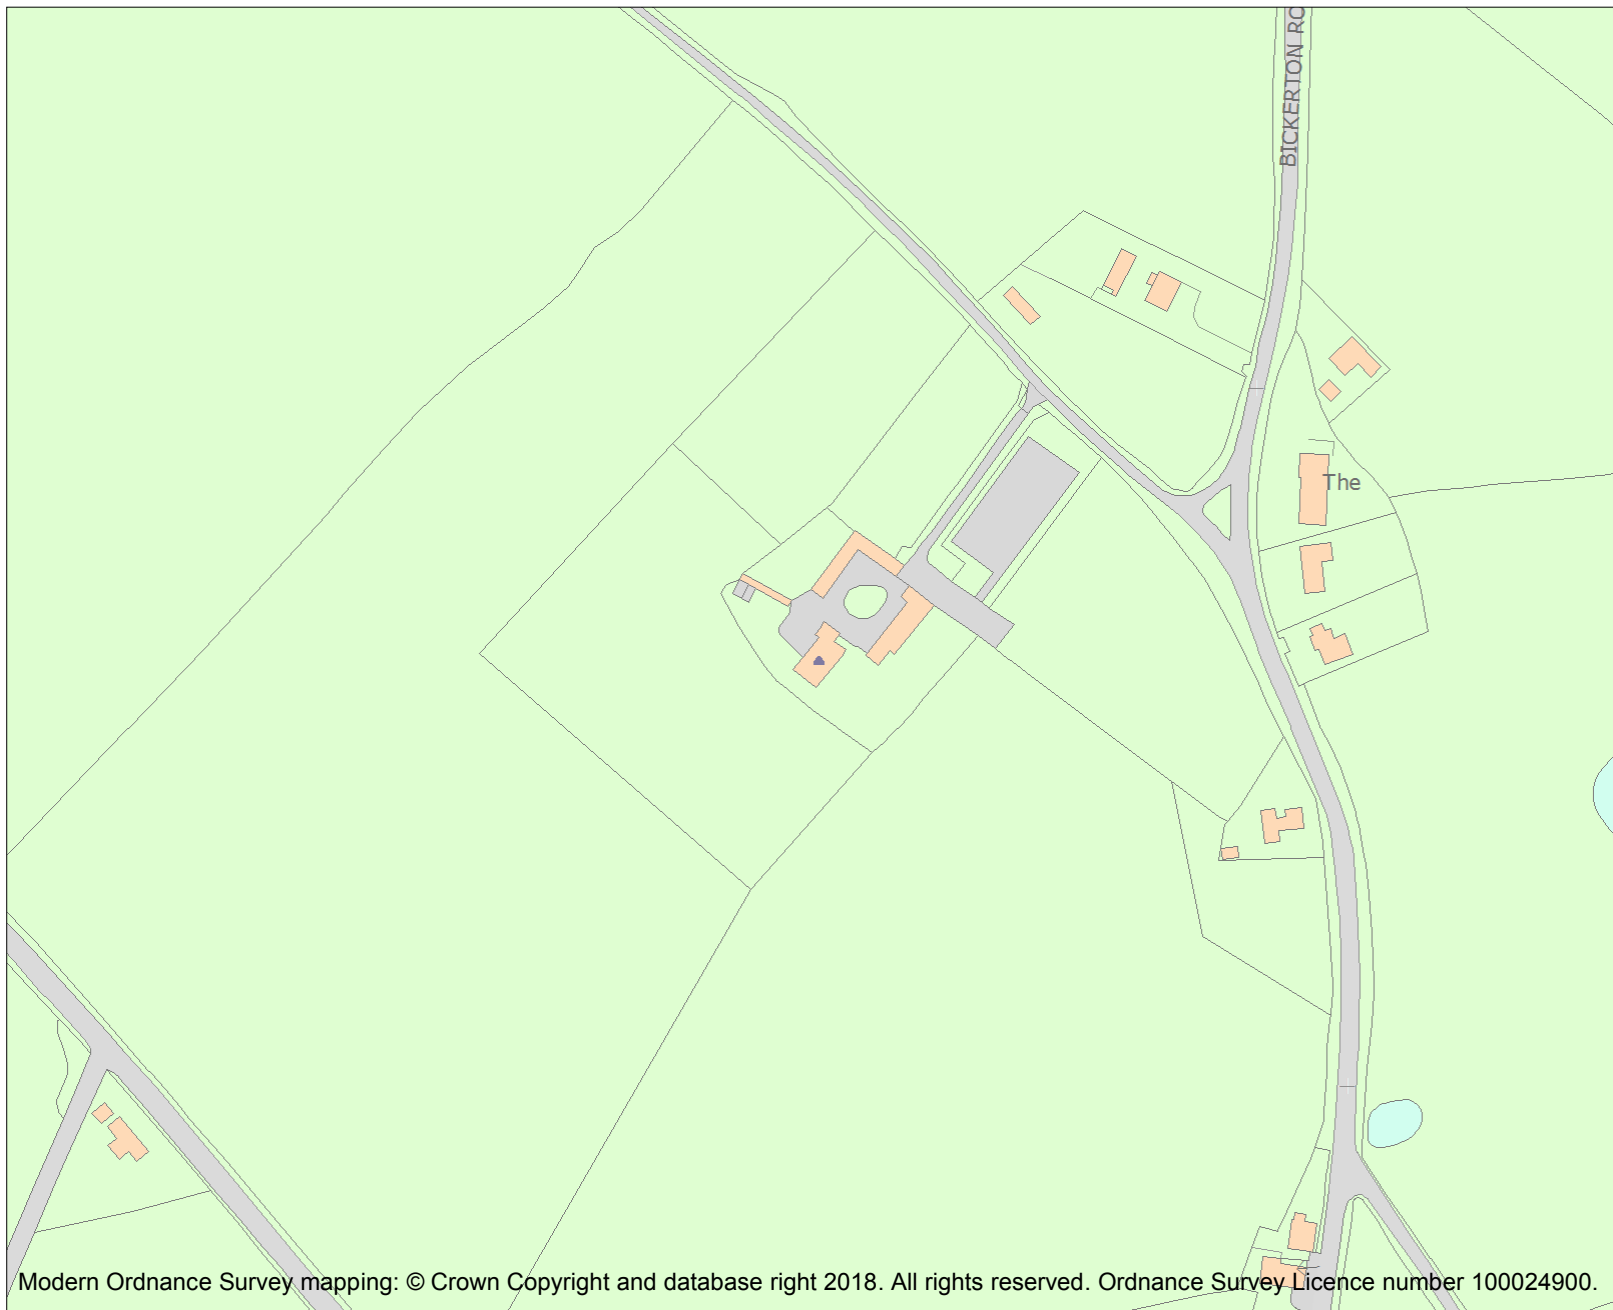 BICKERTON RO
The
Modern Ordnance Survey mapping: © Crown Copyright and database right 2018. All rights reserved. Ordnance Survey Licence number 100024900.